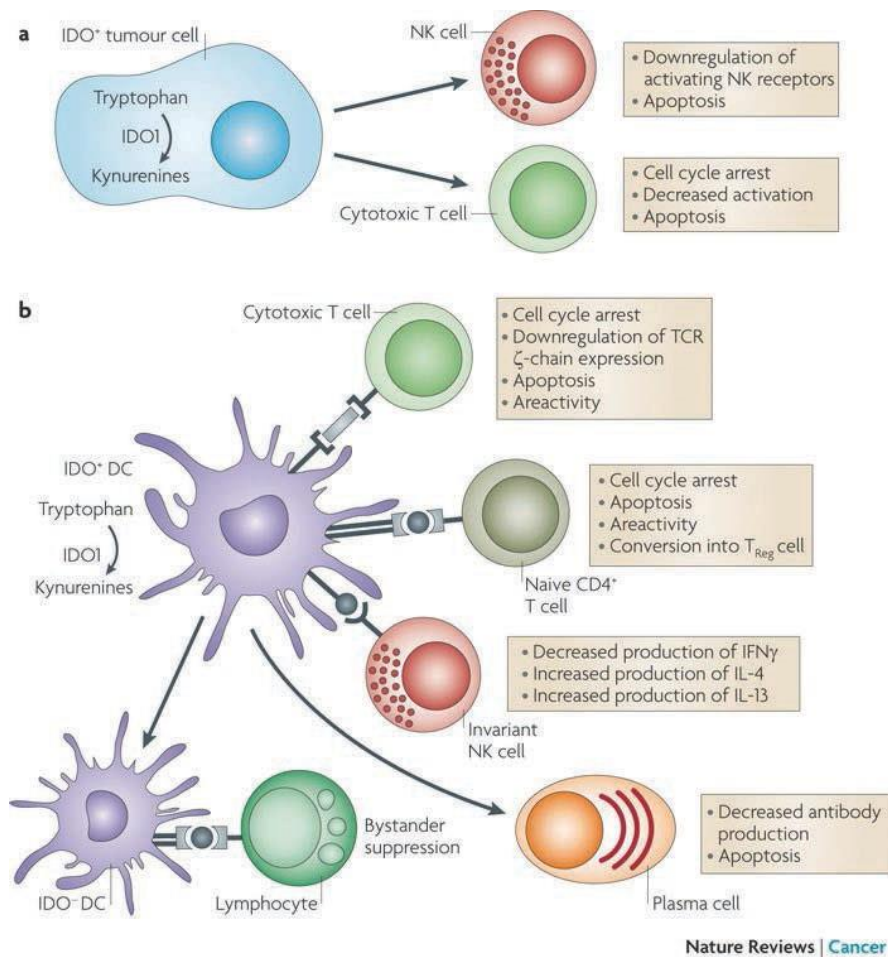 a
IDO⁺ tumour cell
Tryptophan
IDO1
Kynurenines
NK cell
• Downregulation of
activating NK receptors
• Apoptosis
Cytotoxic T cell
• Cell cycle arrest
• Decreased activation
• Apoptosis
b
Cytotoxic T cell
• Cell cycle arrest
• Downregulation of TCR
ζ-chain expression
• Apoptosis
• Areactivity
IDO⁺ DC
Tryptophan
IDO1
Kynurenines
Naive CD4⁺
T cell
• Cell cycle arrest
• Apoptosis
• Areactivity
• Conversion into T_Reg cell
Invariant
NK cell
• Decreased production of IFNγ
• Increased production of IL-4
• Increased production of IL-13
IDO⁻ DC
Lymphocyte
Bystander
suppression
Plasma cell
• Decreased antibody
production
• Apoptosis
Nature Reviews | Cancer